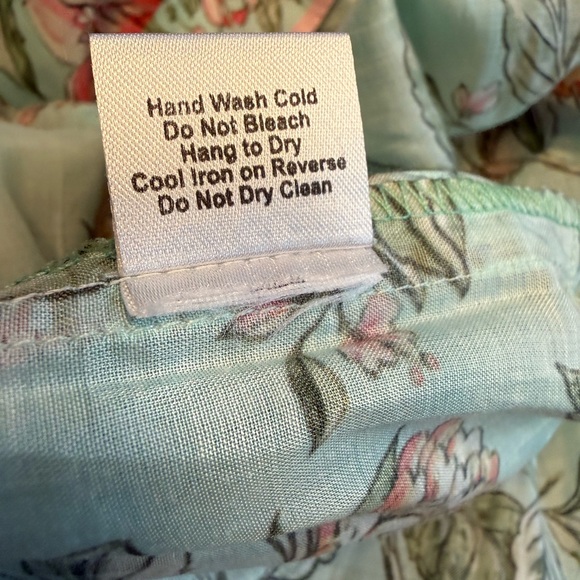 Hand Wash Cold
Do Not Bleach
Hang to Dry
Cool Iron on Reverse
Do Not Dry Clean